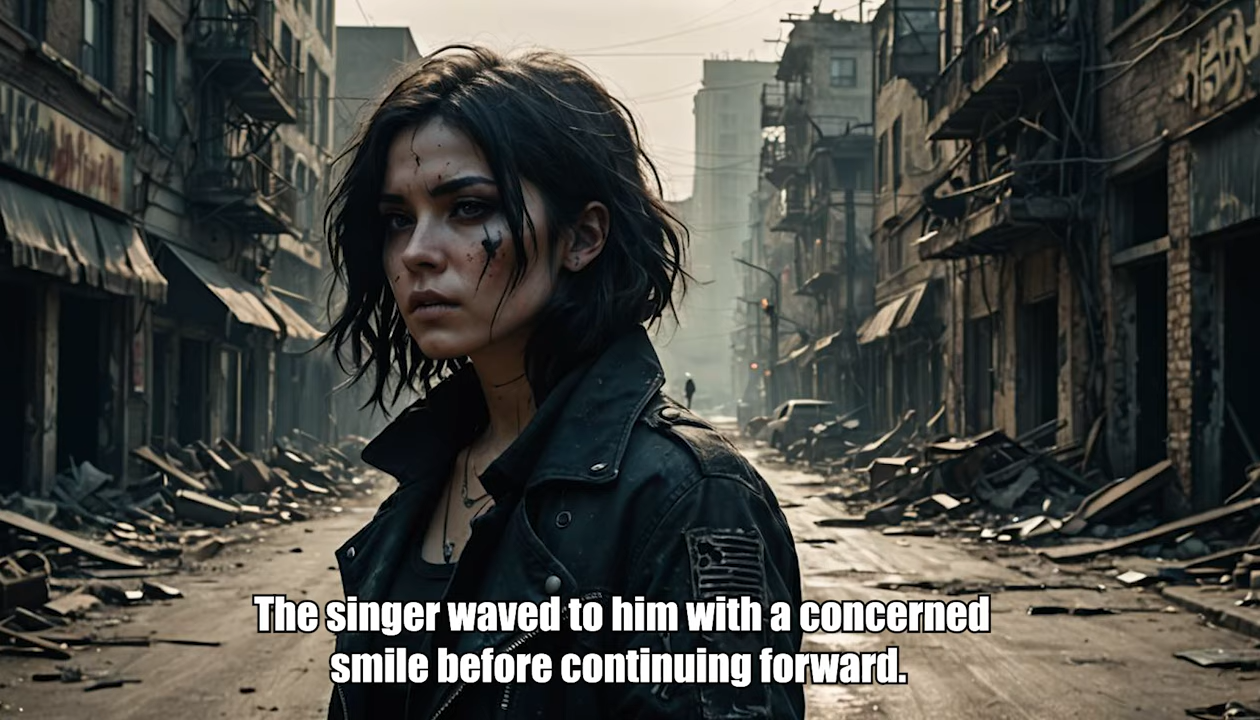 The singer waved to him with a concerned
smile before continuing forward.